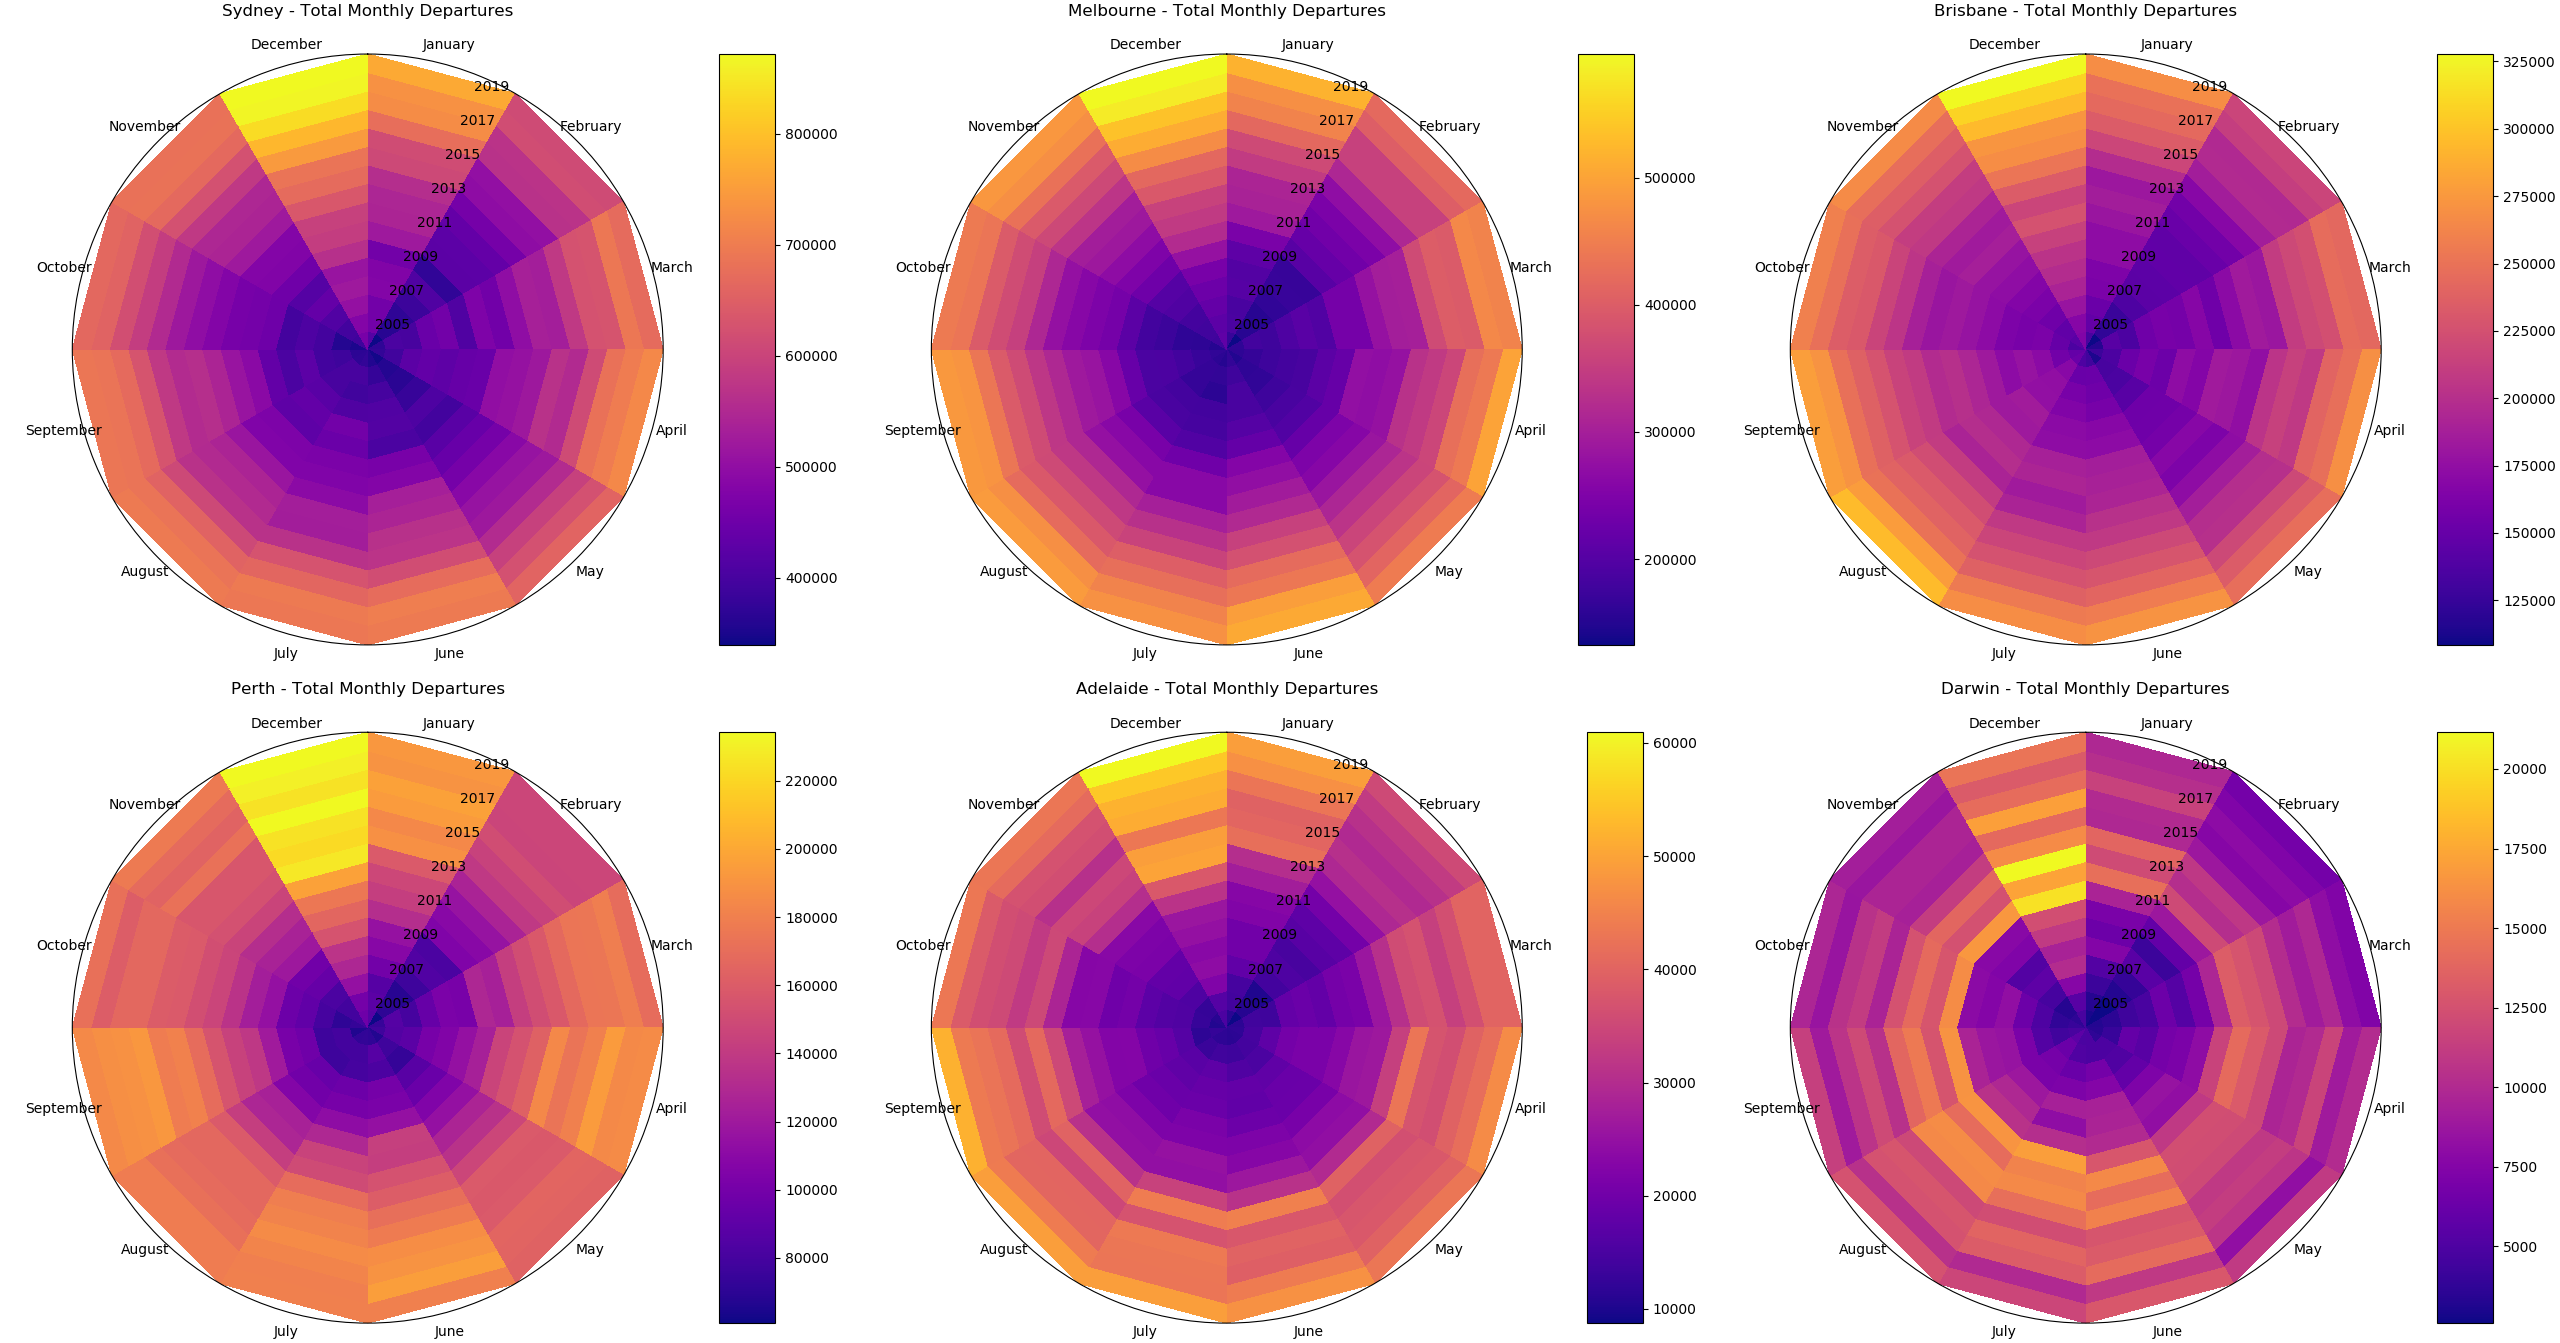 Sydney - Total Monthly Departures
December
January
November
February
October
March
September
April
August
May
July
June
2019
2017
2015
2013
2011
2009
2007
2005
800000
700000
600000
500000
400000
Melbourne - Total Monthly Departures
December
January
November
February
October
March
September
April
August
May
July
June
2019
2017
2015
2013
2011
2009
2007
2005
500000
400000
300000
200000
Brisbane - Total Monthly Departures
December
January
November
February
October
March
September
April
August
May
July
June
2019
2017
2015
2013
2011
2009
2007
2005
325000
300000
275000
250000
225000
200000
175000
150000
125000
Perth - Total Monthly Departures
December
January
November
February
October
March
September
April
August
May
July
June
2019
2017
2015
2013
2011
2009
2007
2005
220000
200000
180000
160000
140000
120000
100000
80000
Adelaide - Total Monthly Departures
December
January
November
February
October
March
September
April
August
May
July
June
2019
2017
2015
2013
2011
2009
2007
2005
60000
50000
40000
30000
20000
10000
Darwin - Total Monthly Departures
December
January
November
February
October
March
September
April
August
May
July
June
2019
2017
2015
2013
2011
2009
2007
2005
20000
17500
15000
12500
10000
7500
5000